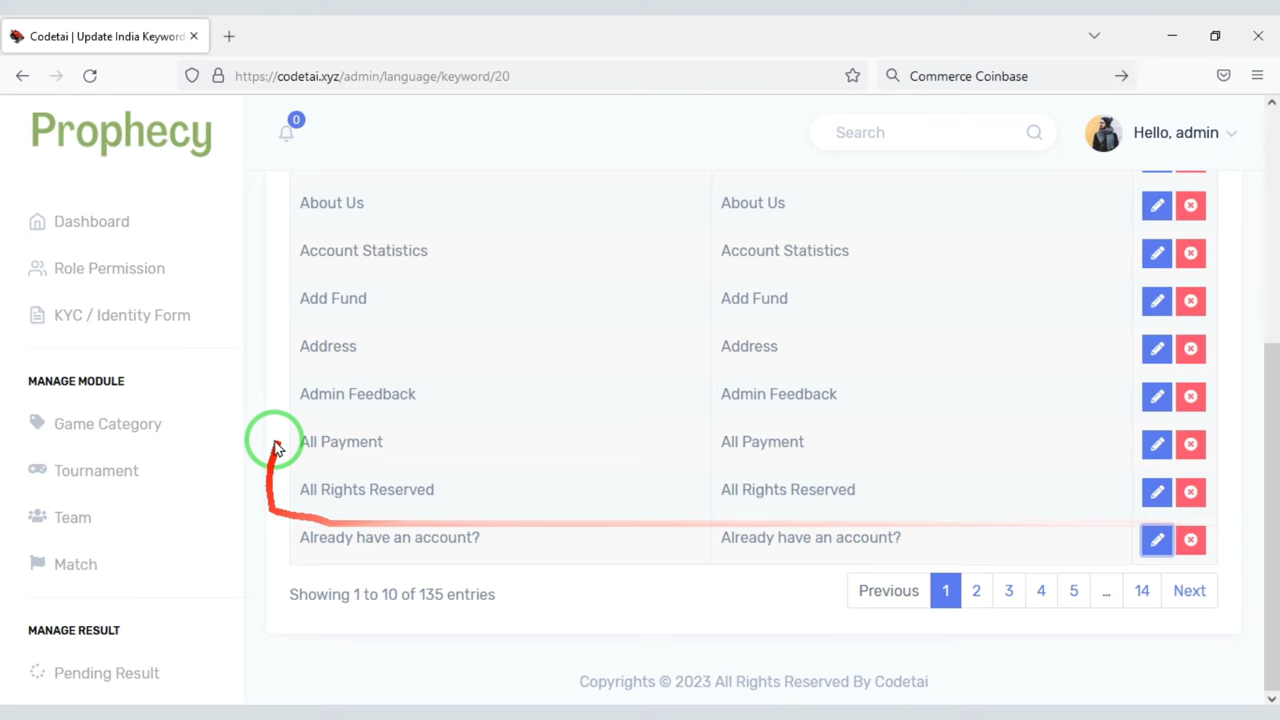 Codetai | Update India Keyword
https://codetai.xyz/admin/language/keyword/20
Commerce Coinbase
Prophecy
0
Search
Hello, admin
Dashboard
Role Permission
KYC / Identity Form
MANAGE MODULE
Game Category
Tournament
Team
Match
MANAGE RESULT
Pending Result
About Us About Us
Account Statistics Account Statistics
Add Fund Add Fund
Address Address
Admin Feedback Admin Feedback
All Payment All Payment
All Rights Reserved All Rights Reserved
Already have an account? Already have an account?
Showing 1 to 10 of 135 entries
Previous 1 2 3 4 5 ... 14 Next
Copyrights © 2023 All Rights Reserved By Codetai